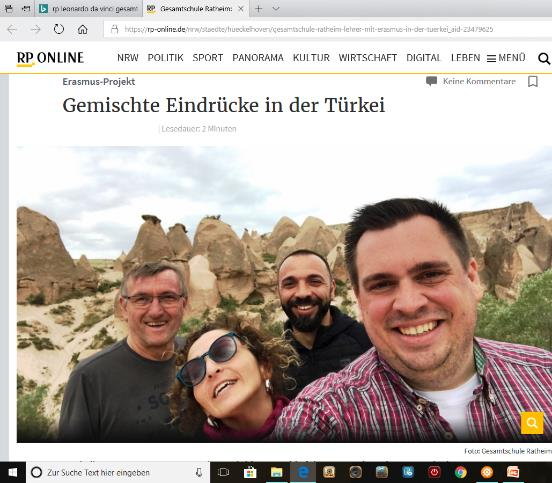 rp leonardo da vinci gesamt
Gesamtschule Ratheim:
https://rp-online.de/nrw/staedte/hueckelhoven/gesamtschule-ratheim-lehrer-mit-erasmus-in-der-tuerkei_aid-23479625
RP ONLINE
NRW POLITIK SPORT PANORAMA KULTUR WIRTSCHAFT DIGITAL LEBEN MENÜ
Erasmus-Projekt
Keine Kommentare
Gemischte Eindrücke in der Türkei
| Lesedauer: 2 Minuten
Foto: Gesamtschule Ratheim
Zur Suche Text hier eingeben